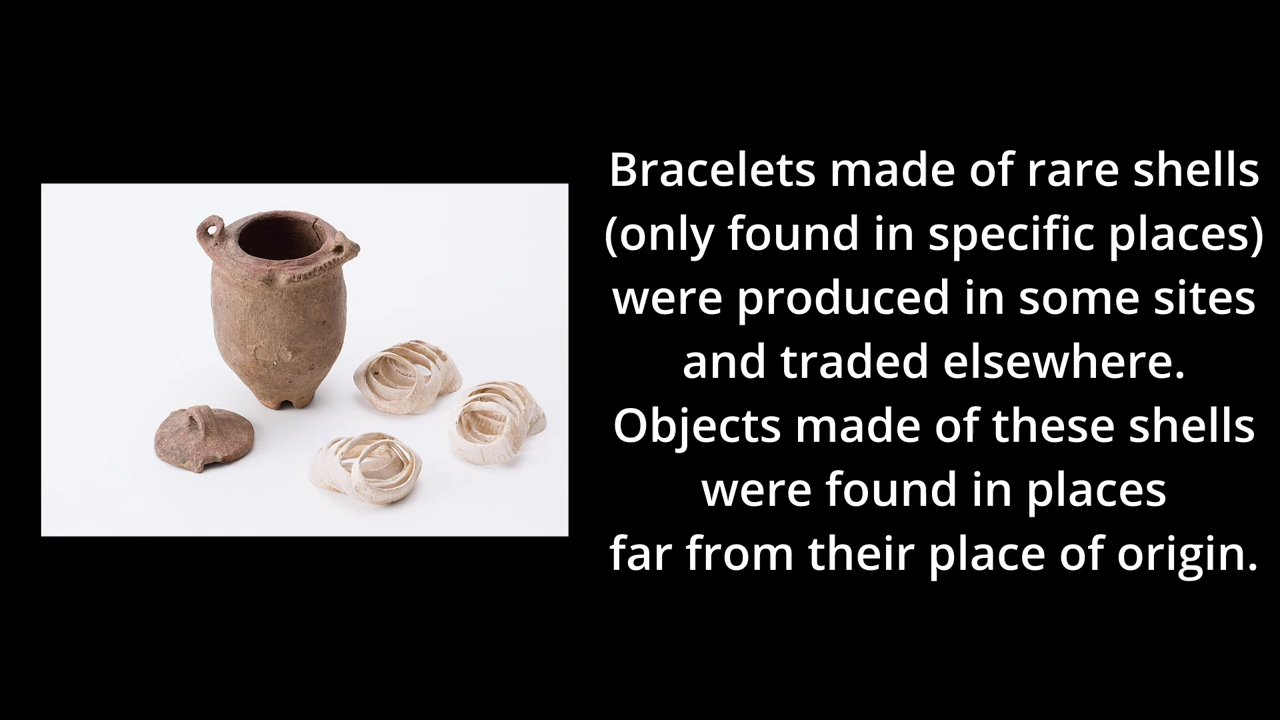 Bracelets made of rare shells
(only found in specific places)
were produced in some sites
and traded elsewhere.
Objects made of these shells
were found in places
far from their place of origin.